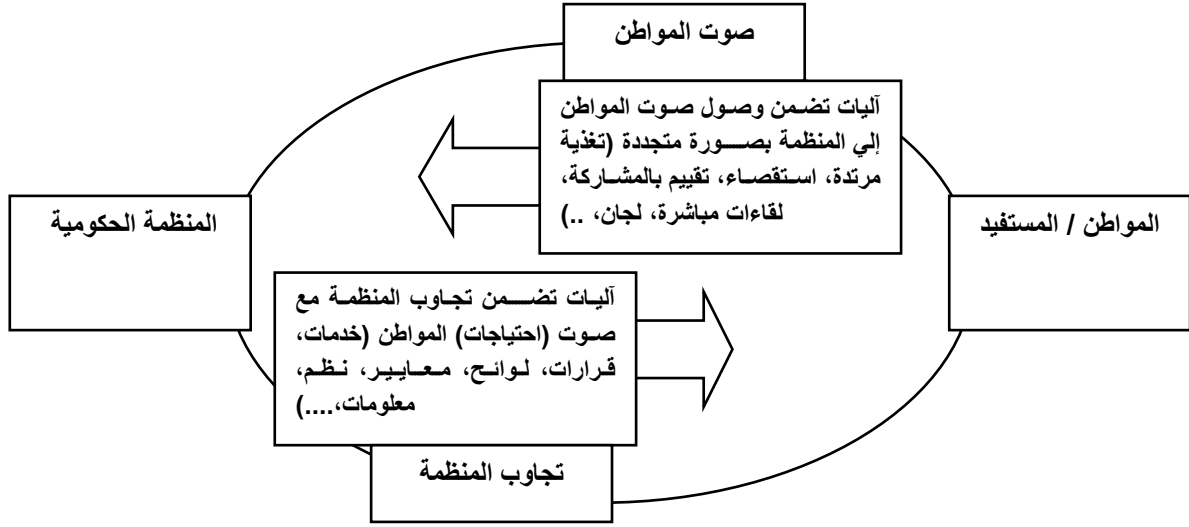 صوت المواطن
آليات تضمن وصول صوت المواطن
إلي المنظمة بصورة متجددة (تغذية
مرتدة، استقصاء، تقييم بالمشاركة،
لقاءات مباشرة، لجان، ..)
المواطن / المستفيد
المنظمة الحكومية
آليات تضمن تجاوب المنظمة مع
صوت (احتياجات) المواطن (خدمات،
قرارات، لوائح، معايير، نظم،
معلومات،....)
تجاوب المنظمة